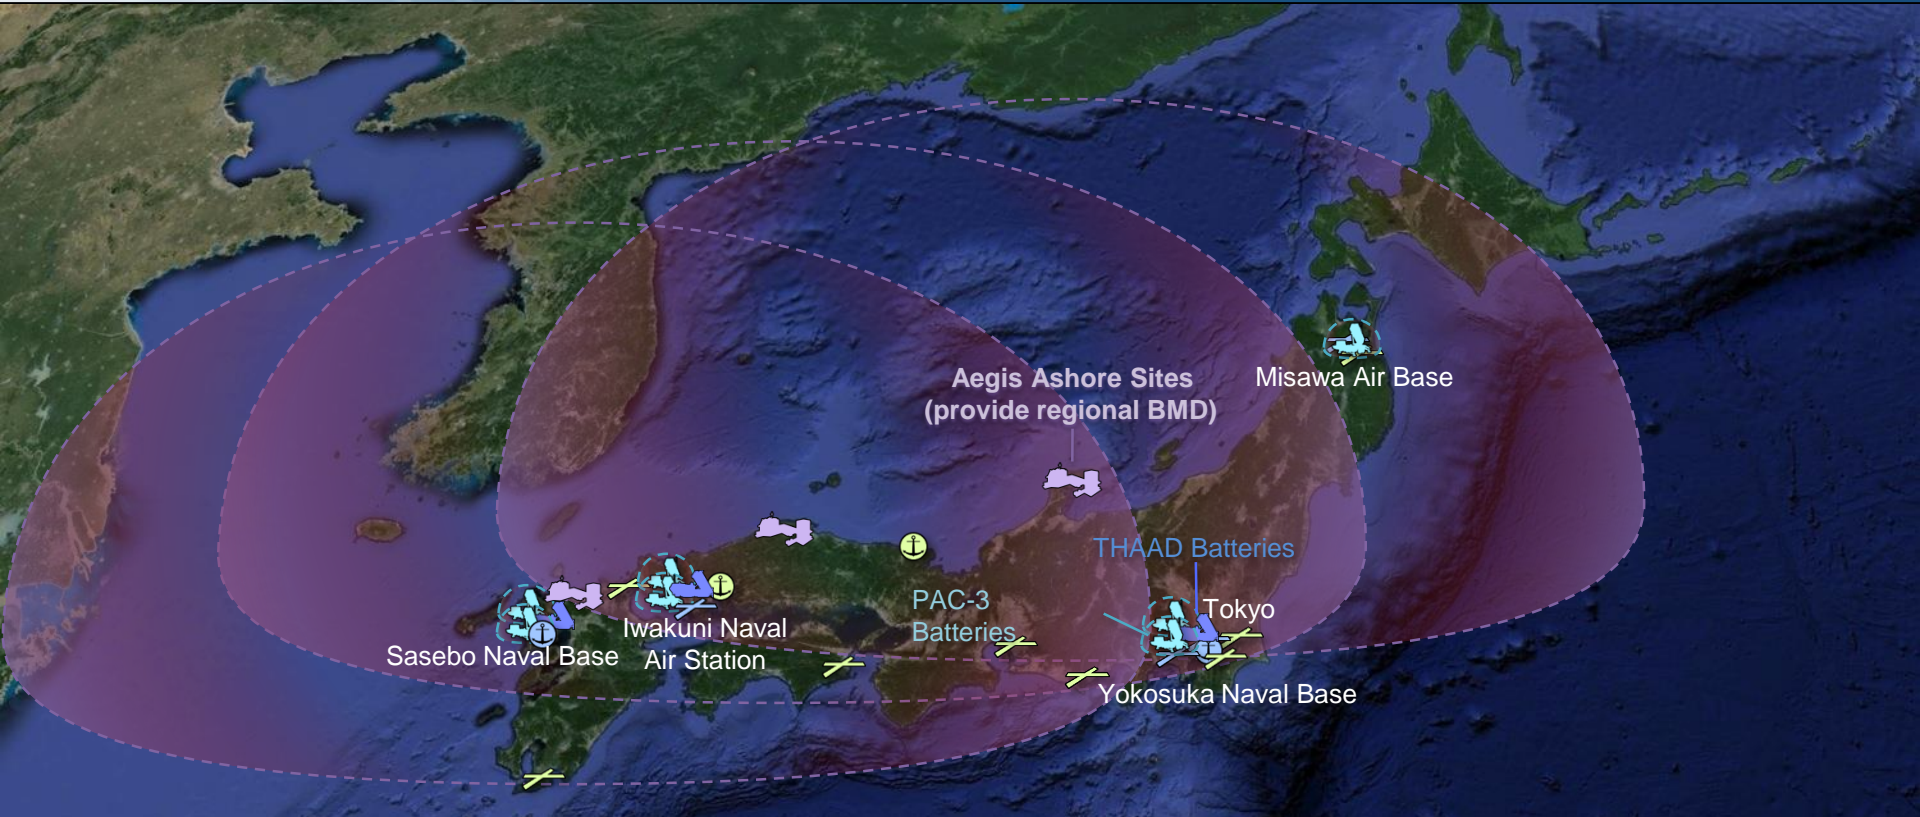 Misawa Air Base
Aegis Ashore Sites
(provide regional BMD)
THAAD Batteries
PAC-3
Batteries
Tokyo
Iwakuni Naval
Air Station
Sasebo Naval Base
Yokosuka Naval Base